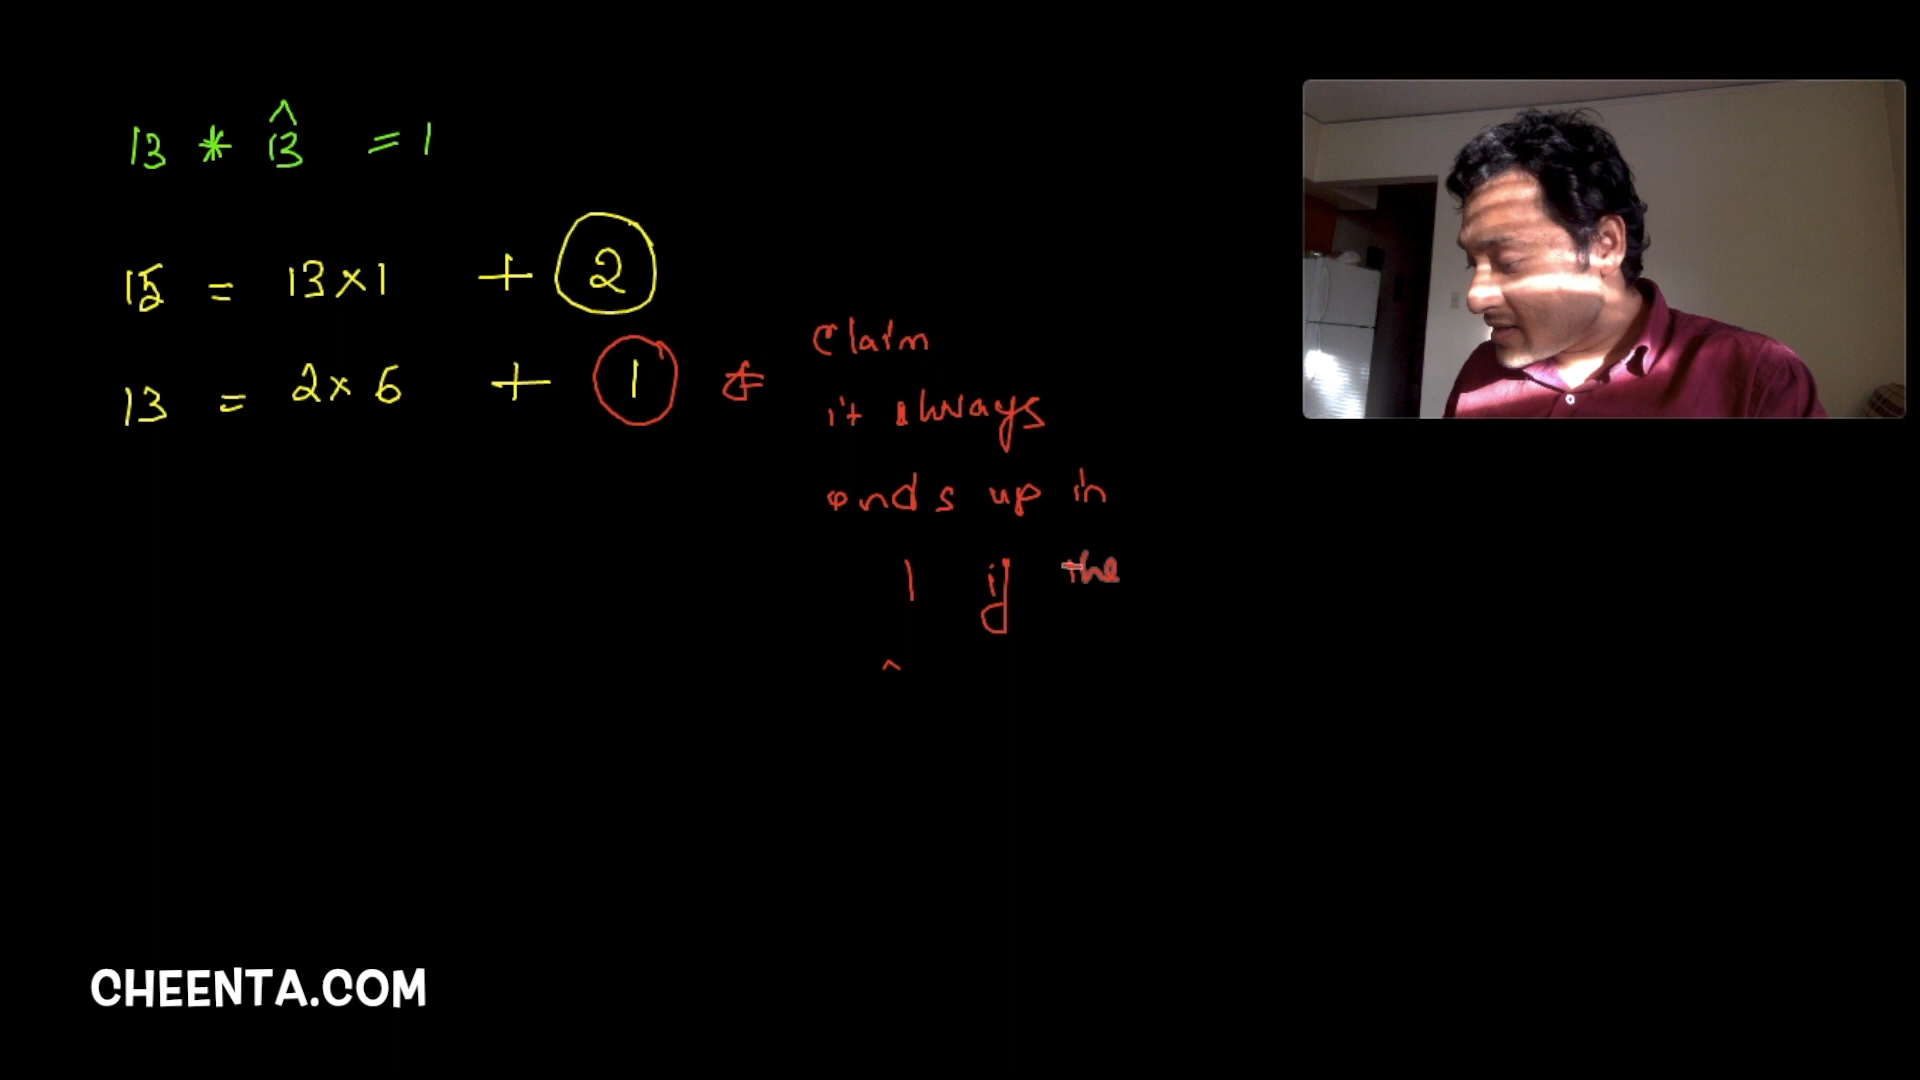 13 * 13̂ = 1
15 = 13 × 1 + 2
13 = 2 × 6 + 1 ⇐
Claim
it always
ends up in
1 if the
CHEENTA.COM